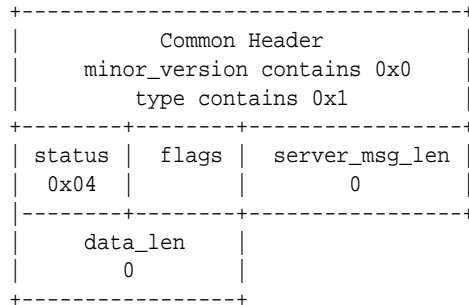 Common Header
minor_version contains 0x0
type contains 0x1
status | flags | server_msg_len
0x04 | | 0
data_len
0